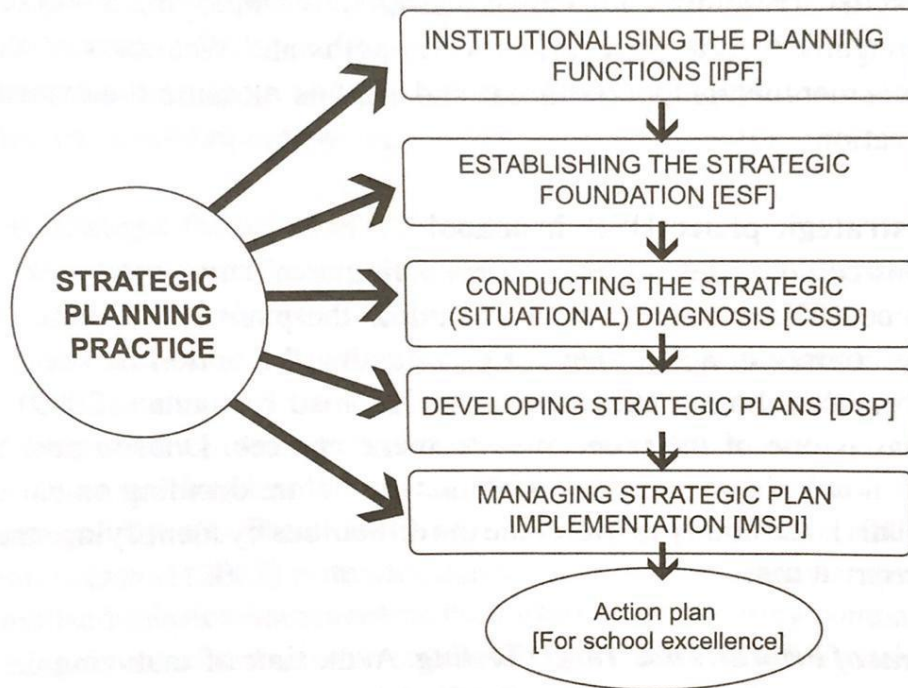 INSTITUTIONALISING THE PLANNING
FUNCTIONS [IPF]
ESTABLISHING THE STRATEGIC
FOUNDATION [ESF]
STRATEGIC
PLANNING
PRACTICE
CONDUCTING THE STRATEGIC
(SITUATIONAL) DIAGNOSIS [CSSD]
DEVELOPING STRATEGIC PLANS [DSP]
MANAGING STRATEGIC PLAN
IMPLEMENTATION [MSPI]
Action plan
[For school excellence]